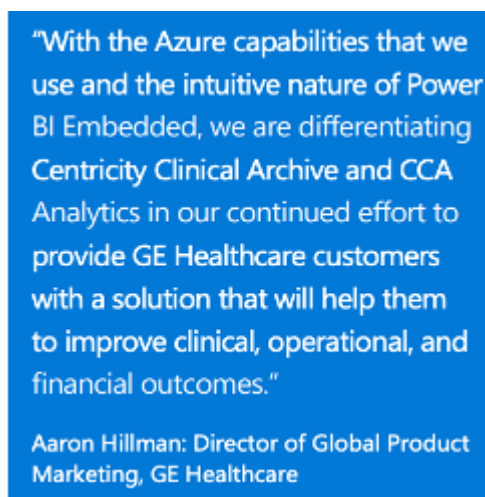 “With the Azure capabilities that we
use and the intuitive nature of Power
BI Embedded, we are differentiating
Centricity Clinical Archive and CCA
Analytics in our continued effort to
provide GE Healthcare customers
with a solution that will help them
to improve clinical, operational, and
financial outcomes.”
Aaron Hillman: Director of Global Product
Marketing, GE Healthcare